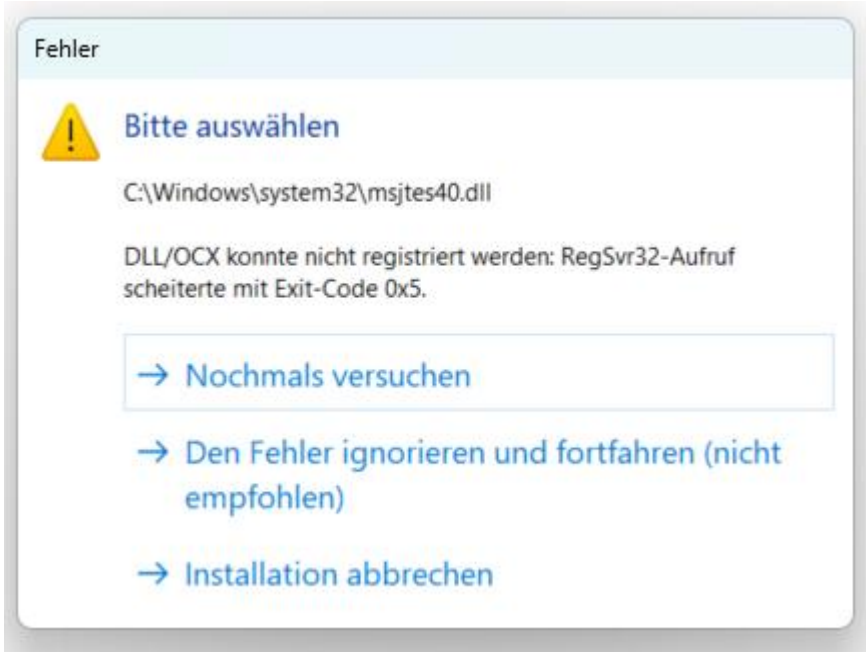 Fehler
Bitte auswählen
C:\Windows\system32\msjtes40.dll
DLL/OCX konnte nicht registriert werden: RegSvr32-Aufruf
scheiterte mit Exit-Code 0x5.
→ Nochmals versuchen
→ Den Fehler ignorieren und fortfahren (nicht
empfohlen)
→ Installation abbrechen